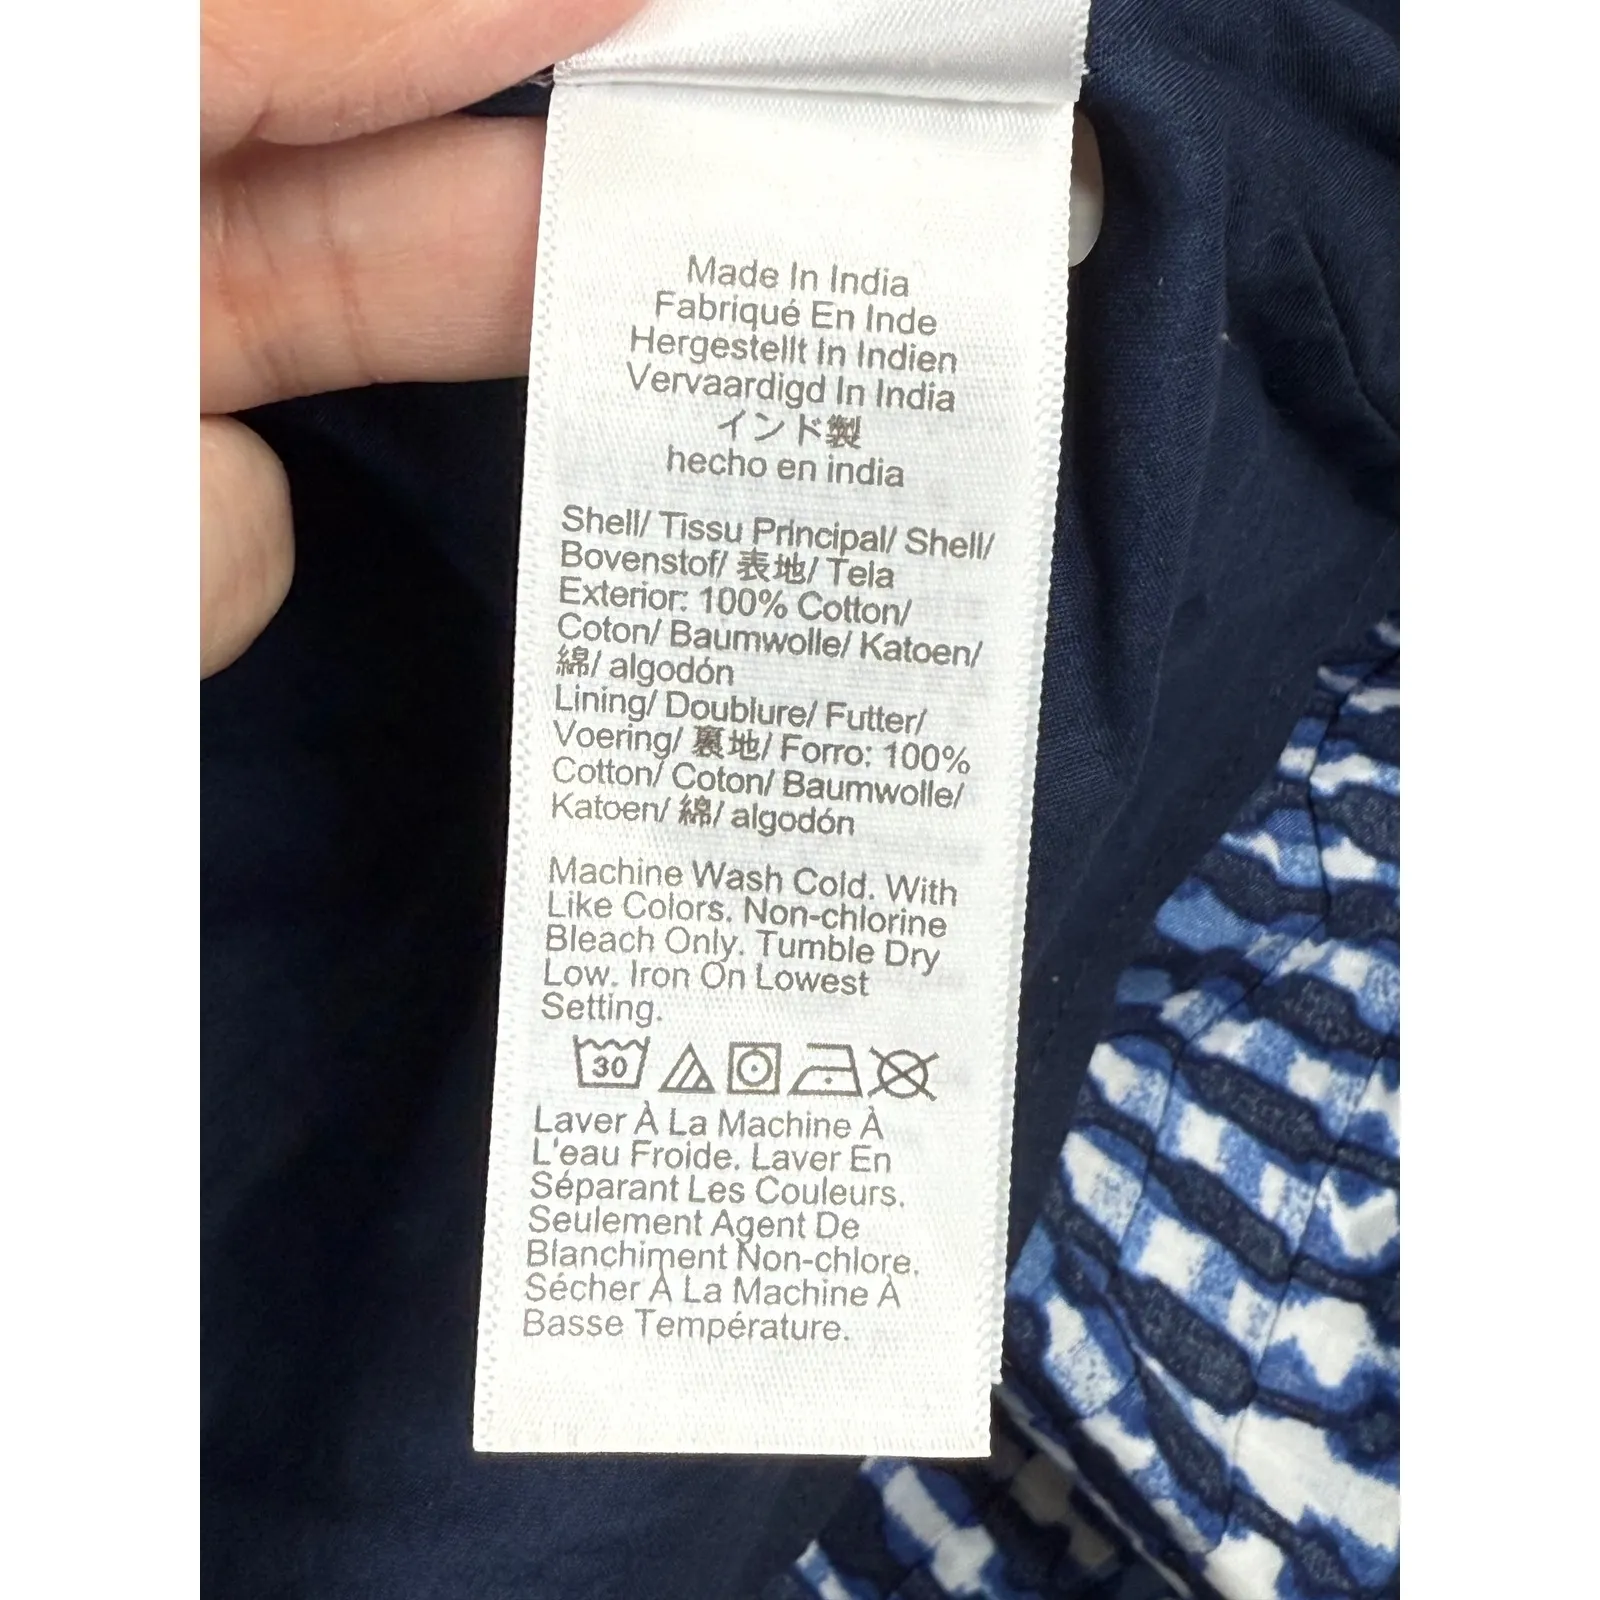 Made In India
Fabriqué En Inde
Hergestellt In Indien
Vervaardigd In India
インド製
hecho en india
Shell/ Tissu Principal/ Shell/
Bovenstof/ 表地/ Tela
Exterior: 100% Cotton/
Coton/ Baumwolle/ Katoen/
綿/ algodón
Lining/ Doublure/ Futter/
Voering/ 裏地/ Forro: 100%
Cotton/ Coton/ Baumwolle/
Katoen/ 綿/ algodón
Machine Wash Cold. With
Like Colors. Non-chlorine
Bleach Only. Tumble Dry
Low. Iron On Lowest
Setting.
30
Laver À La Machine À
L'eau Froide. Laver En
Séparant Les Couleurs.
Seulement Agent De
Blanchiment Non-chlore.
Sécher À La Machine À
Basse Température.